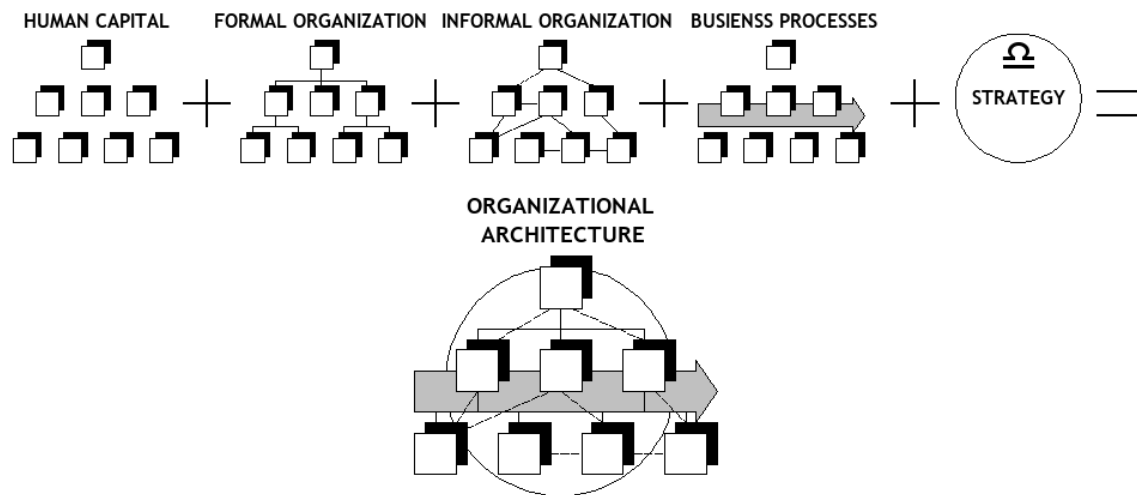 HUMAN CAPITAL
FORMAL ORGANIZATION
INFORMAL ORGANIZATION
BUSIENSS PROCESSES
STRATEGY
ORGANIZATIONAL
ARCHITECTURE